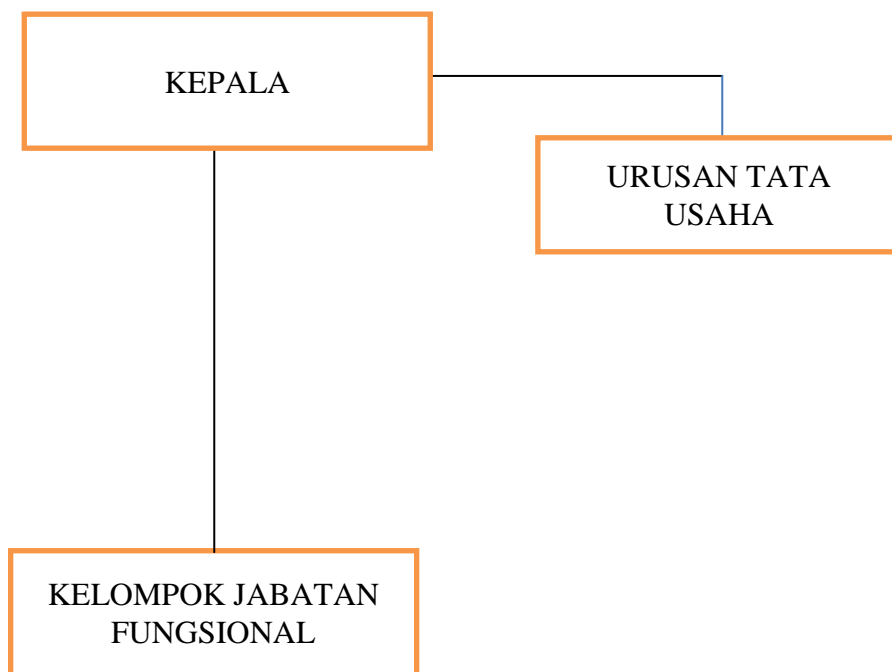 KEPALA
URUSAN TATA
USAHA
KELOMPOK JABATAN
FUNGSIONAL